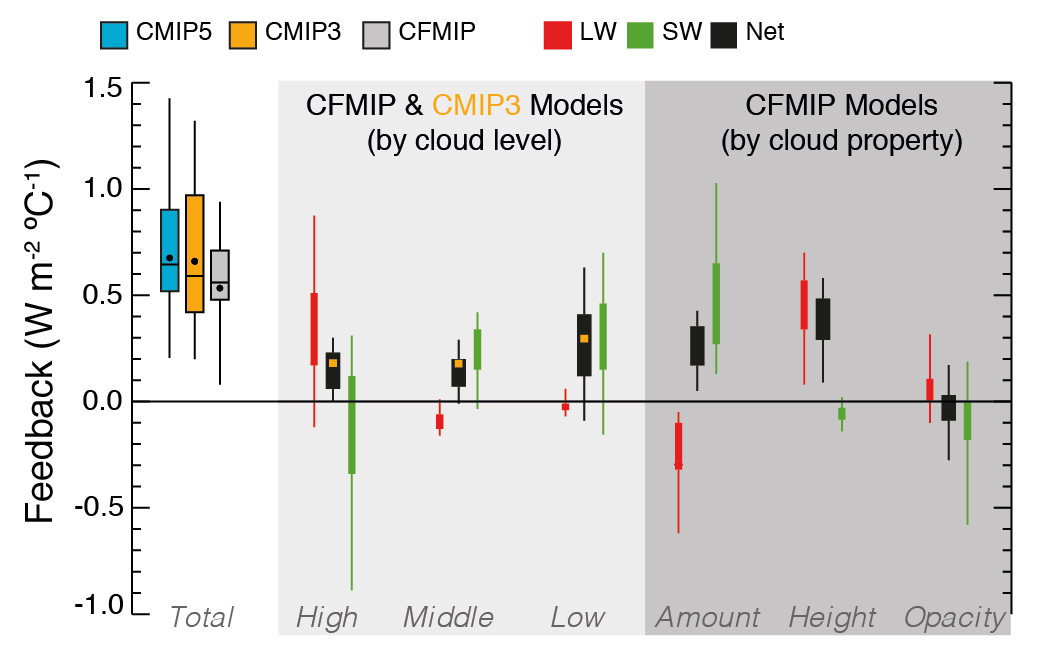 CMIP5 CMIP3 CFMIP LW SW Net
CFMIP & CMIP3 Models
(by cloud level)
CFMIP Models
(by cloud property)
Feedback (W m-2 ºC-1)
1.5
1.0
0.5
0.0
-0.5
-1.0
Total High Middle Low Amount Height Opacity